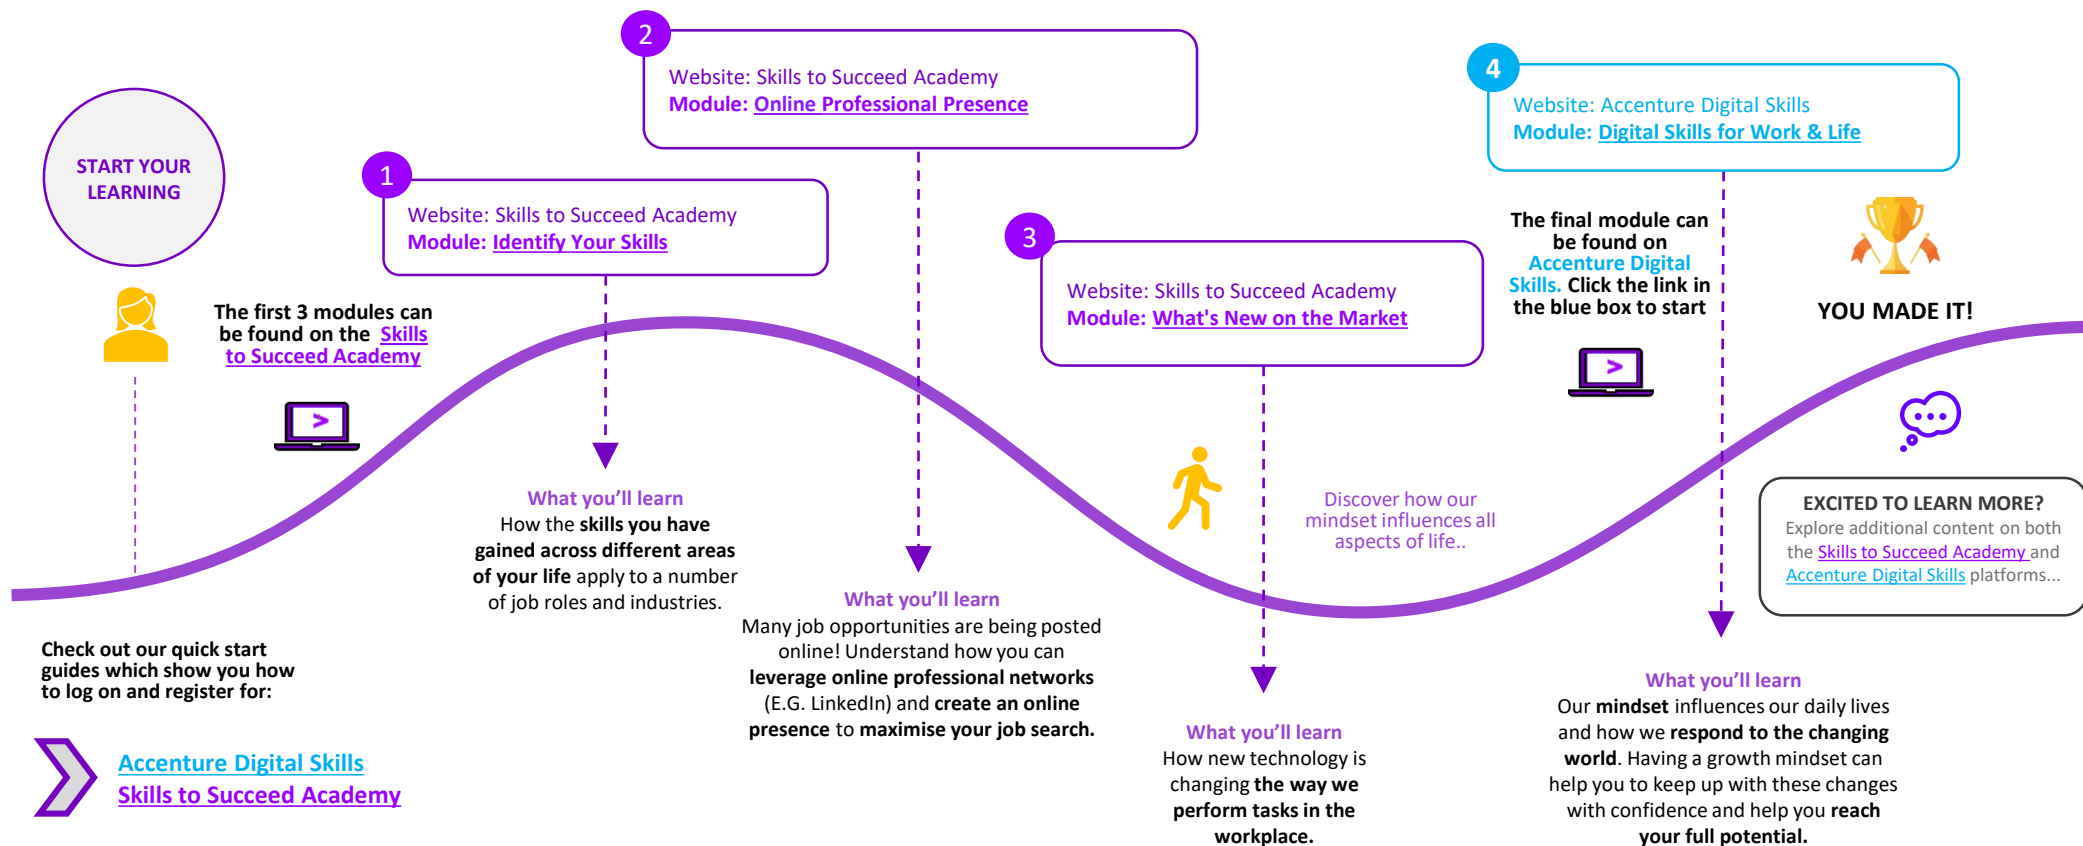 START YOUR
LEARNING
The first 3 modules can
be found on the Skills
to Succeed Academy
>
Check out our quick start
guides which show you how
to log on and register for:
Accenture Digital Skills
Skills to Succeed Academy
1
Website: Skills to Succeed Academy
Module: Identify Your Skills
What you’ll learn
How the skills you have
gained across different areas
of your life apply to a number
of job roles and industries.
2
Website: Skills to Succeed Academy
Module: Online Professional Presence
What you’ll learn
Many job opportunities are being posted
online! Understand how you can
leverage online professional networks
(E.G. LinkedIn) and create an online
presence to maximise your job search.
3
Website: Skills to Succeed Academy
Module: What's New on the Market
What you’ll learn
How new technology is
changing the way we
perform tasks in the
workplace.
Discover how our
mindset influences all
aspects of life..
4
Website: Accenture Digital Skills
Module: Digital Skills for Work & Life
The final module can
be found on
Accenture Digital
Skills. Click the link in
the blue box to start
>
What you’ll learn
Our mindset influences our daily lives
and how we respond to the changing
world. Having a growth mindset can
help you to keep up with these changes
with confidence and help you reach
your full potential.
YOU MADE IT!
EXCITED TO LEARN MORE?
Explore additional content on both
the Skills to Succeed Academy and
Accenture Digital Skills platforms...